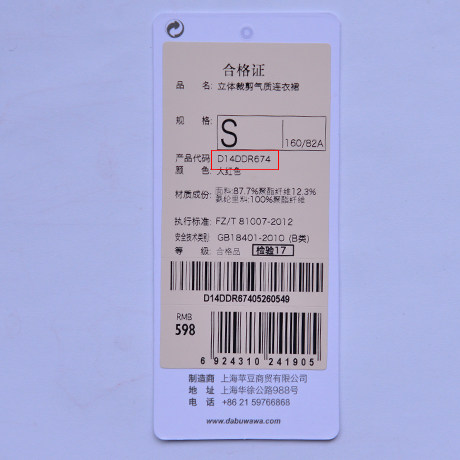 合格证
品 名: 立体裁剪气质连衣裙
规 格: S 160/82A
产品代码: D14DDR674
颜 色: 大红色
材质成份: 面料:87.7%聚酯纤维12.3%
氨纶里料:100%聚酯纤维
执行标准: FZ/T 81007-2012
安全技术类别 GB18401-2010 (B类)
等 级: 合格品 检验17
D14DDR67405260549
RMB
598
6 924310 241905
制造商 上海苹豆商贸有限公司
地 址 上海华徐公路988号
电 话 +86 21 59766868
www.dabuwawa.com